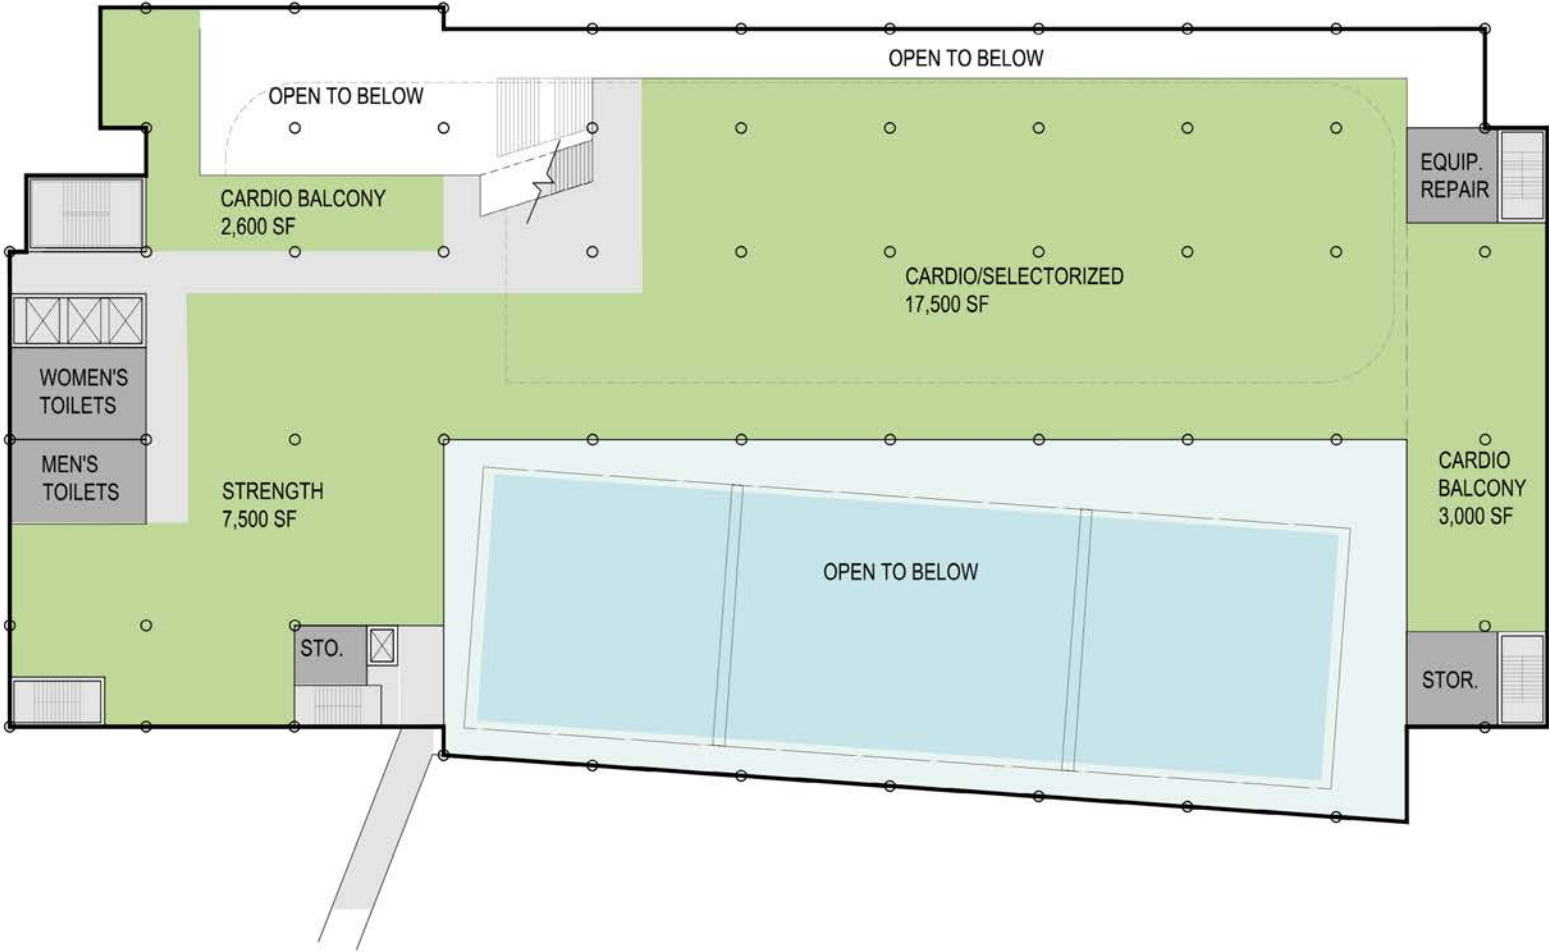 OPEN TO BELOW
OPEN TO BELOW
EQUIP.
REPAIR
CARDIO BALCONY
2,600 SF
CARDIO/SELECTORIZED
17,500 SF
WOMEN'S
TOILETS
MEN'S
TOILETS
STRENGTH
7,500 SF
CARDIO
BALCONY
3,000 SF
OPEN TO BELOW
STO.
STOR.